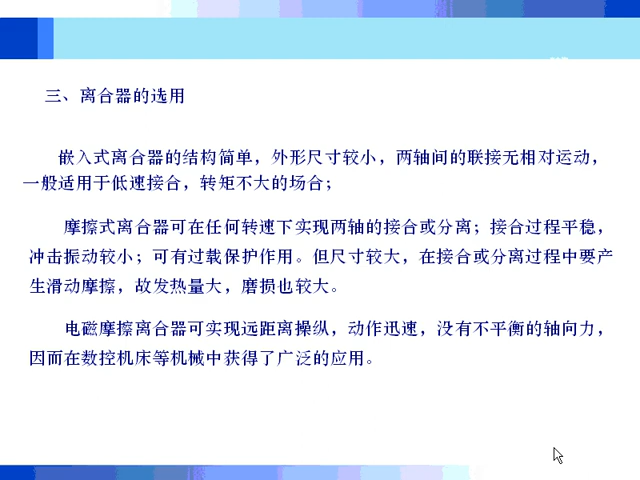 三、离合器的选用
嵌入式离合器的结构简单，外形尺寸较小，两轴间的联接无相对运动，
一般适用于低速接合，转矩不大的场合；
摩擦式离合器可在任何转速下实现两轴的接合或分离；接合过程平稳，
冲击振动较小；可有过载保护作用。但尺寸较大，在接合或分离过程中要产
生滑动摩擦，故发热量大，磨损也较大。
电磁摩擦离合器可实现远距离操纵，动作迅速，没有不平衡的轴向力，
因而在数控机床等机械中获得了广泛的应用。